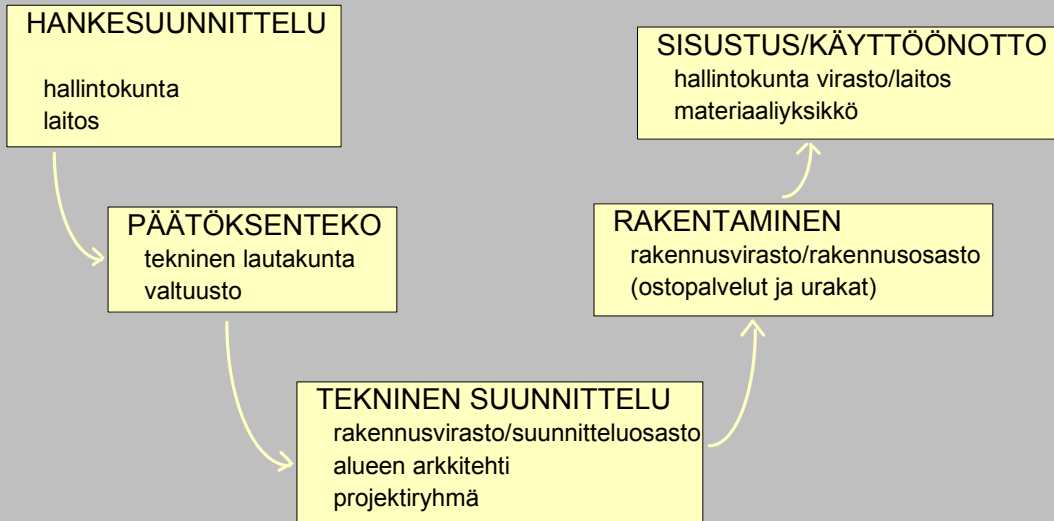 HANKESUUNNITTELU
hallintokunta
laitos
PÄÄTÖKSENTEKO
tekninen lautakunta
valtuusto
TEKNINEN SUUNNITTELU
rakennusvirasto/suunnitteluosasto
alueen arkkitehti
projektiryhmä
RAKENTAMINEN
rakennusvirasto/rakennusosasto
(ostopalvelut ja urakat)
SISUSTUS/KÄYTTÖÖNOTTO
hallintokunta virasto/laitos
materiaaliyksikkö